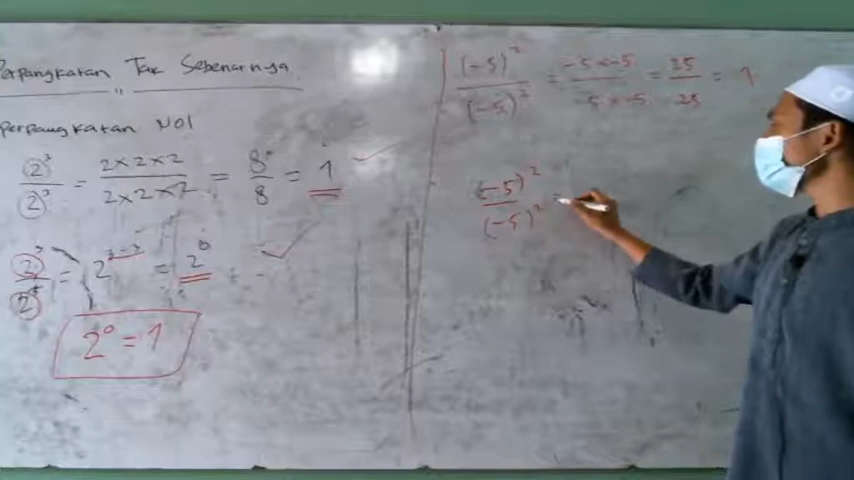 Perpangkatan Tak Sebenarnya
Perpangkatan Nol
2³/2³ = 2×2×2/2×2×2 = 8/8 = 1
2³/2³ = 2³⁻³ = 2⁰
2⁰ = 1
(-5)²/(-5)² = -5×-5/-5×-5 = 25/25 = 1
(-5)²/(-5)² =